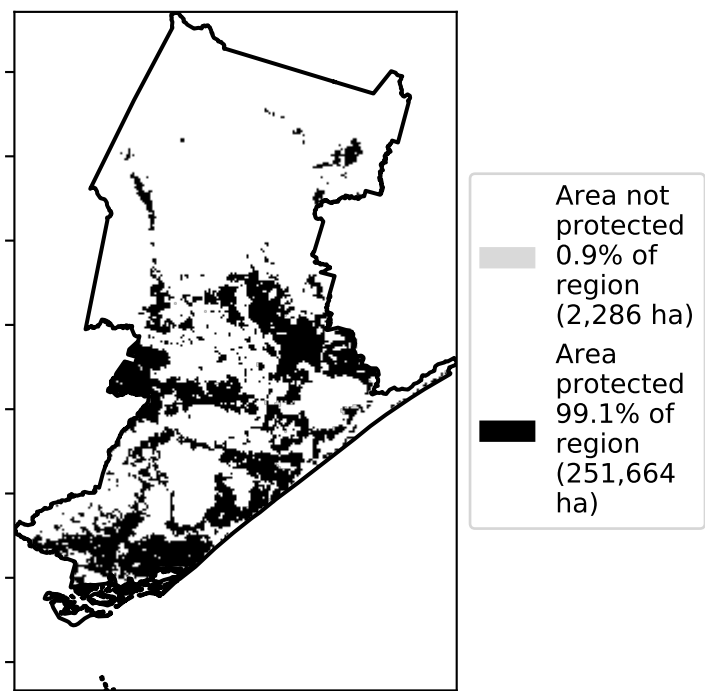 Area not
protected
0.9% of
region
(2,286 ha)
Area
protected
99.1% of
region
(251,664
ha)